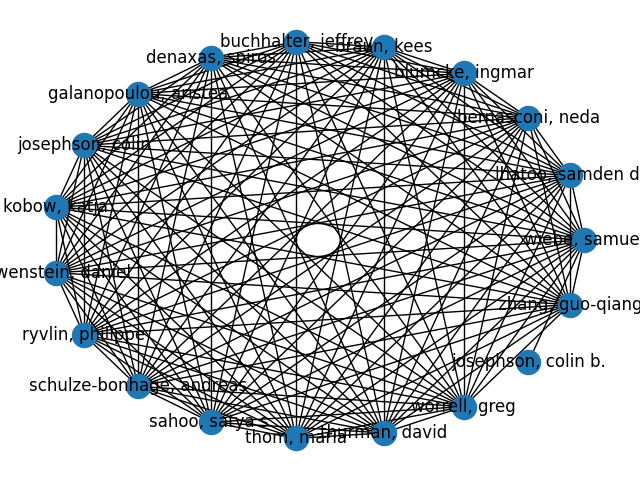 buchhalter, jeffrey
braun, kees
denaxas, spiros
blümcke, ingmar
galanopoulou, aristea
bernasconi, neda
josephson, colin
lhatoo, samden d
kobow, katja
wiebe, samue
wenstein, daniel
zhang, guo-qiang
ryvlin, philippe
josephson, colin b.
schulze-bonhage, andreas
worrell, greg
sahoo, satya s.
thom, maria
thurman, david